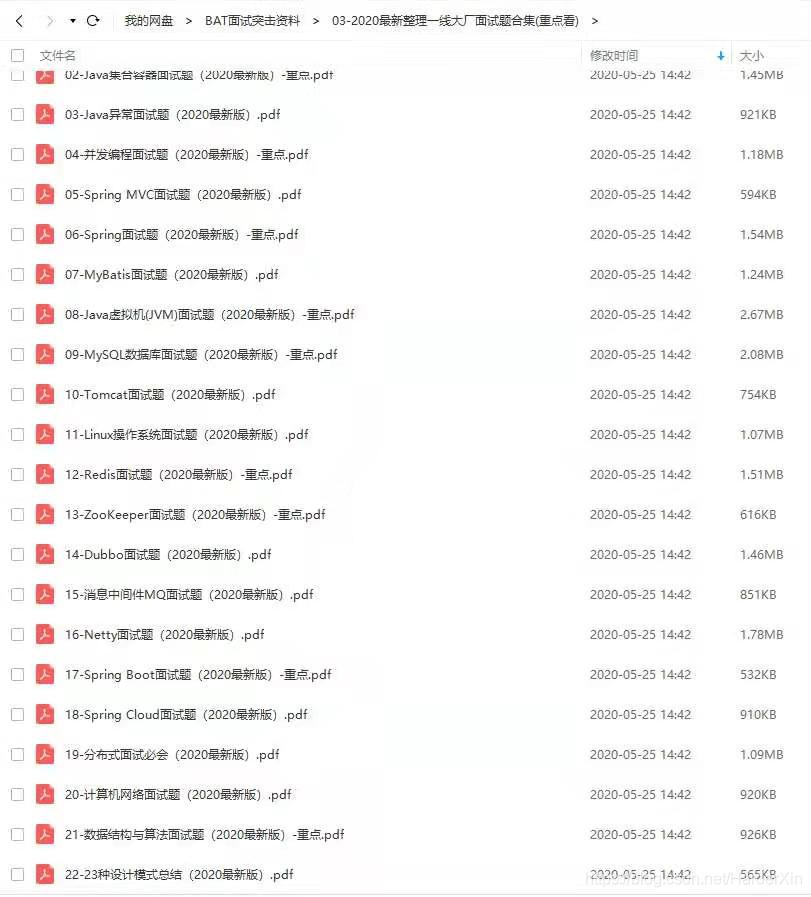 我的网盘 > BAT面试突击资料 > 03-2020最新整理一线大厂面试题合集(重点看) >
文件名 修改时间 大小
02-Java集合容器面试题（2020最新版）-重点.pdf 2020-05-25 14:42 1.45MB
03-Java异常面试题（2020最新版）.pdf 2020-05-25 14:42 921KB
04-并发编程面试题（2020最新版）-重点.pdf 2020-05-25 14:42 1.18MB
05-Spring MVC面试题（2020最新版）.pdf 2020-05-25 14:42 594KB
06-Spring面试题（2020最新版）-重点.pdf 2020-05-25 14:42 1.54MB
07-MyBatis面试题（2020最新版）.pdf 2020-05-25 14:42 1.24MB
08-Java虚拟机(JVM)面试题（2020最新版）-重点.pdf 2020-05-25 14:42 2.67MB
09-MySQL数据库面试题（2020最新版）-重点.pdf 2020-05-25 14:42 2.08MB
10-Tomcat面试题（2020最新版）.pdf 2020-05-25 14:42 754KB
11-Linux操作系统面试题（2020最新版）.pdf 2020-05-25 14:42 1.07MB
12-Redis面试题（2020最新版）-重点.pdf 2020-05-25 14:42 1.51MB
13-ZooKeeper面试题（2020最新版）-重点.pdf 2020-05-25 14:42 616KB
14-Dubbo面试题（2020最新版）.pdf 2020-05-25 14:42 1.46MB
15-消息中间件MQ面试题（2020最新版）.pdf 2020-05-25 14:42 851KB
16-Netty面试题（2020最新版）.pdf 2020-05-25 14:42 1.78MB
17-Spring Boot面试题（2020最新版）-重点.pdf 2020-05-25 14:42 532KB
18-Spring Cloud面试题（2020最新版）.pdf 2020-05-25 14:42 910KB
19-分布式面试必会（2020最新版）.pdf 2020-05-25 14:42 1.09MB
20-计算机网络面试题（2020最新版）.pdf 2020-05-25 14:42 920KB
21-数据结构与算法面试题（2020最新版）-重点.pdf 2020-05-25 14:42 926KB
22-23种设计模式总结（2020最新版）.pdf 2020-05-25 14:42 565KB
https://blog.csdn.net/HarderXin